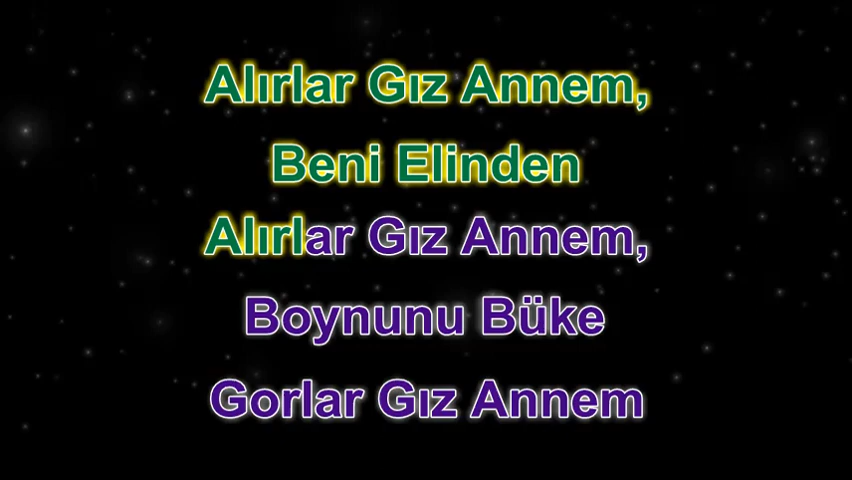 Alırlar Gız Annem,
Beni Elinden
Alırlar Gız Annem,
Boynunu Büke
Gorlar Gız Annem